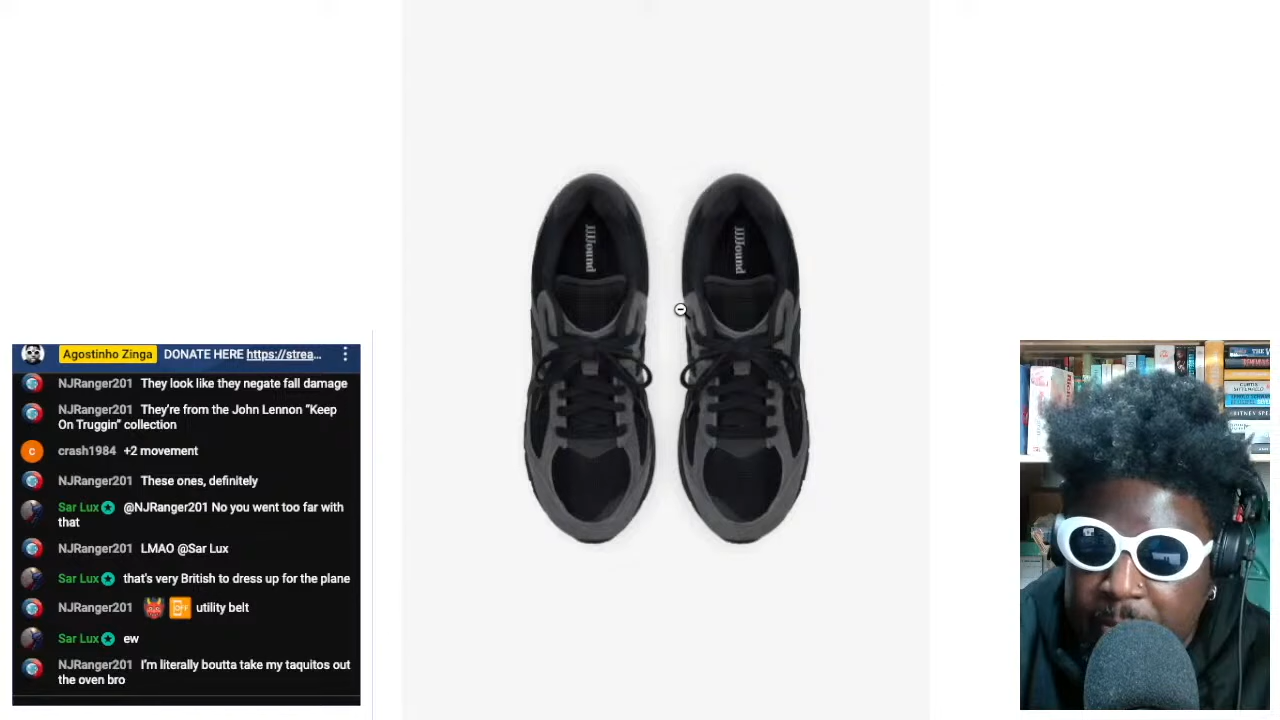 JJJJound
JJJJound
Agostinho Zinga DONATE HERE https://strea...
NJRanger201 They look like they negate fall damage
NJRanger201 They're from the John Lennon “Keep
On Truggin” collection
c crash1984 +2 movement
NJRanger201 These ones, definitely
Sar Lux @NJRanger201 No you went too far with
that
NJRanger201 LMAO @Sar Lux
Sar Lux that's very British to dress up for the plane
NJRanger201 👹📴 utility belt
Sar Lux ew
NJRanger201 I'm literally boutta take my taquitos out
the oven bro
CURTIS
SITTENFELD